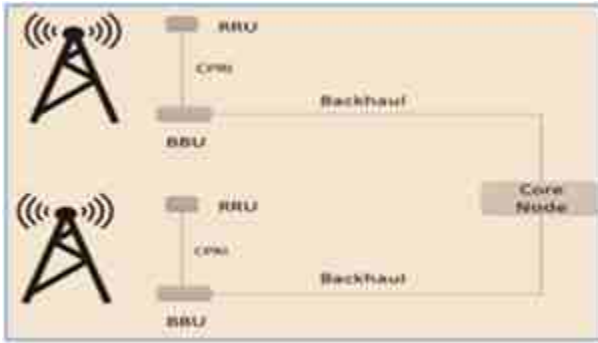 RRU
CPRI
Backhaul
BBU
Core
Node
RRU
CPRI
Backhaul
BBU